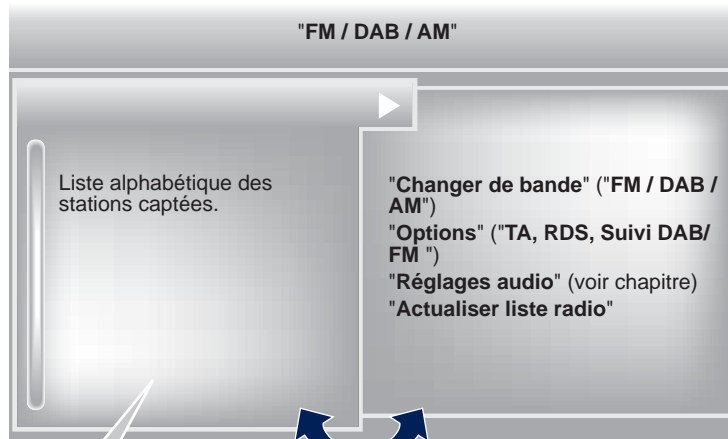 "FM / DAB / AM"
Liste alphabétique des
stations captées.
"Changer de bande" ("FM / DAB /
AM")
"Options" ("TA, RDS, Suivi DAB/
FM ")
"Réglages audio" (voir chapitre)
"Actualiser liste radio"